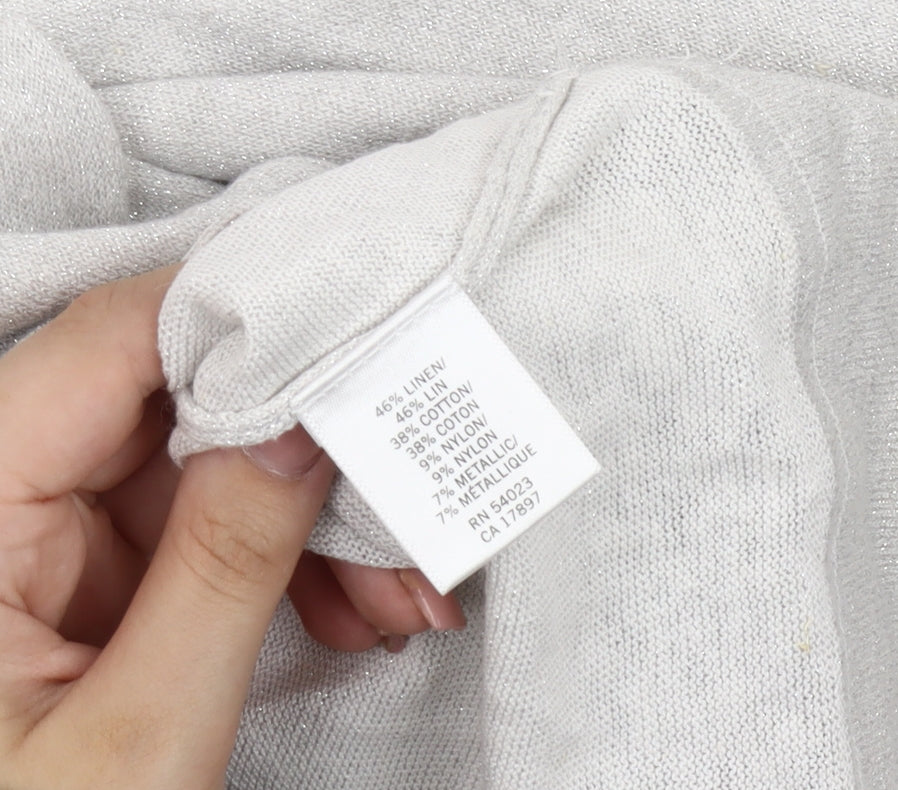 46% LINEN/
46% LIN
38% COTTON/
38% COTON
9% NYLON/
9% NYLON
7% METALLIC/
7% MÉTALLIQUE
RN 54023
CA 17897